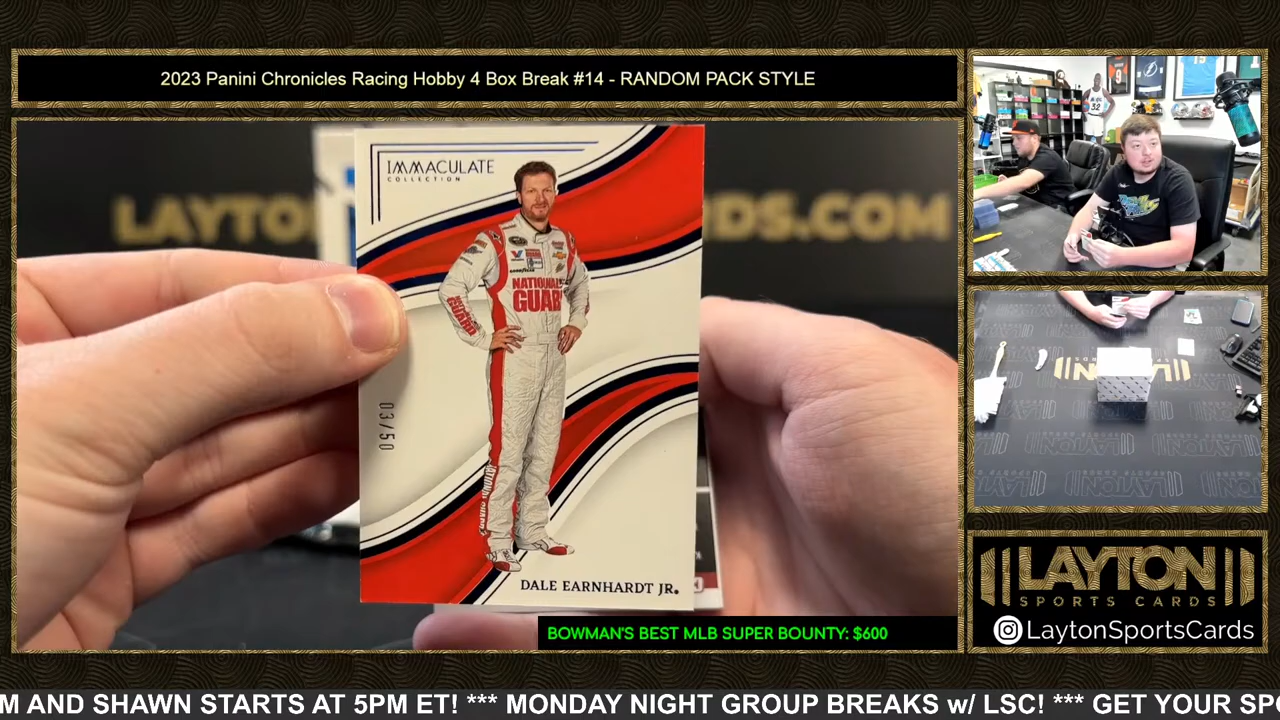 2023 Panini Chronicles Racing Hobby 4 Box Break #14 - RANDOM PACK STYLE
IMMACULATE
COLLECTION
NATIONAL
GUARD
03/50
DALE EARNHARDT JR.
BOWMAN'S BEST MLB SUPER BOUNTY: $600
LAYTON
SPORTS CARDS
LaytonSportsCards
M AND SHAWN STARTS AT 5PM ET! *** MONDAY NIGHT GROUP BREAKS w/ LSC! *** GET YOUR SPO